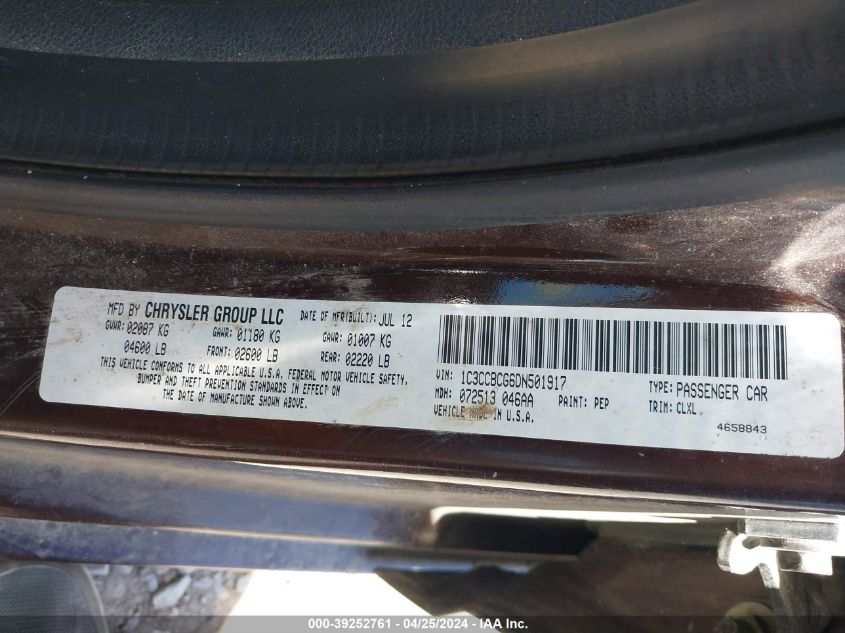 MFD BY CHRYSLER GROUP LLC DATE OF MFR(BUILT): JUL 12
GVWR: 02087 KG GAWR: 01180 KG GAWR: 01007 KG
04600 LB FRONT: 02600 LB REAR: 02220 LB
THIS VEHICLE CONFORMS TO ALL APPLICABLE U.S.A. FEDERAL MOTOR VEHICLE SAFETY,
BUMPER AND THEFT PREVENTION STANDARDS IN EFFECT ON
THE DATE OF MANUFACTURE SHOWN ABOVE.
VIN: 1C3CCBCG6DN501917 TYPE: PASSENGER CAR
MDH: 072513 046AA PAINT: PEP TRIM: CLXL
VEHICLE MADE IN U.S.A.
4658843
000-39252761 - 04/25/2024 - IAAI.COM